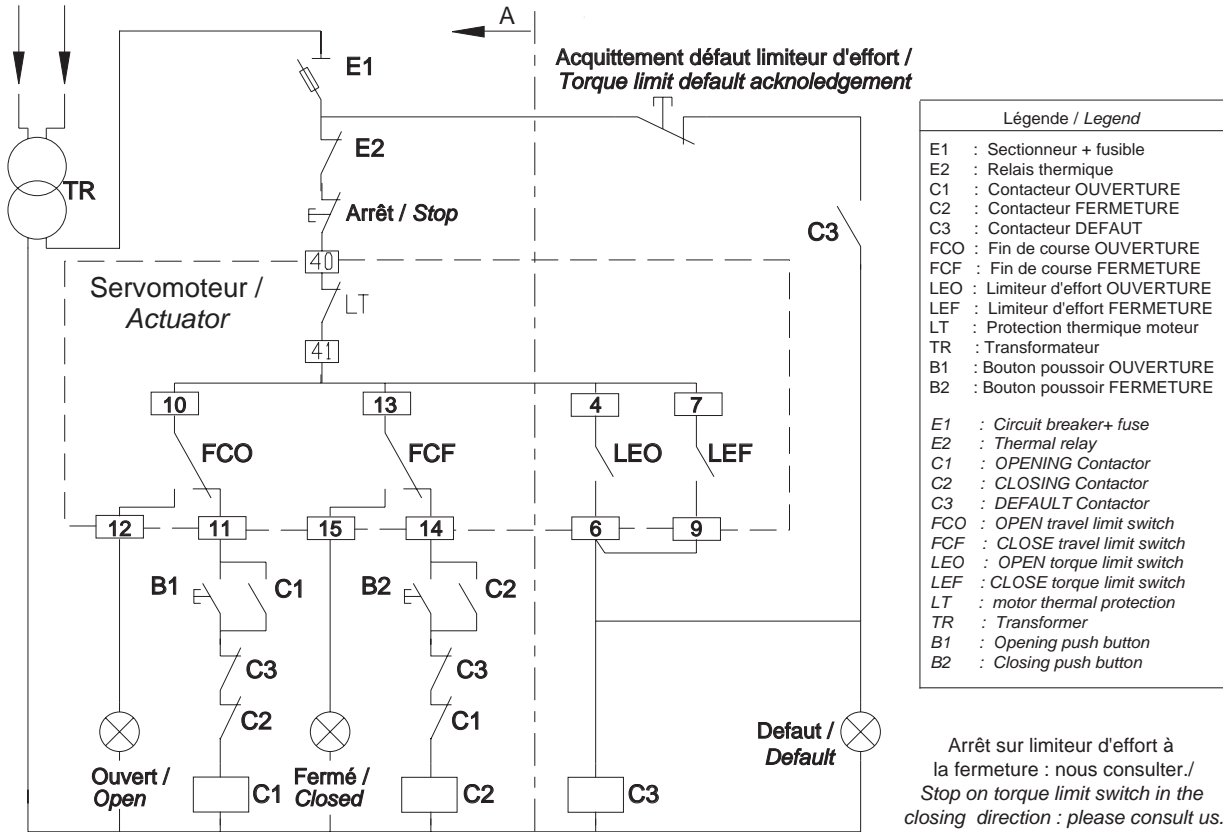 A
Acquittement défaut limiteur d'effort /
Torque limit default acknoledgement
E1
E2
TR
Arrêt / Stop
C3
40
Servomoteur /
Actuator
LT
41
10
13
4
7
FCO
FCF
LEO
LEF
12
11
15
14
6
9
B1
C1
B2
C2
C3
C3
C2
C1
Ouvert /
Open
C1
Fermé /
Closed
C2
C3
Defaut /
Default
Légende / Legend
E1 : Sectionneur + fusible
E2 : Relais thermique
C1 : Contacteur OUVERTURE
C2 : Contacteur FERMETURE
C3 : Contacteur DEFAUT
FCO : Fin de course OUVERTURE
FCF : Fin de course FERMETURE
LEO : Limiteur d'effort OUVERTURE
LEF : Limiteur d'effort FERMETURE
LT : Protection thermique moteur
TR : Transformateur
B1 : Bouton poussoir OUVERTURE
B2 : Bouton poussoir FERMETURE
E1 : Circuit breaker+ fuse
E2 : Thermal relay
C1 : OPENING Contactor
C2 : CLOSING Contactor
C3 : DEFAULT Contactor
FCO : OPEN travel limit switch
FCF : CLOSE travel limit switch
LEO : OPEN torque limit switch
LEF : CLOSE torque limit switch
LT : motor thermal protection
TR : Transformer
B1 : Opening push button
B2 : Closing push button
Arrêt sur limiteur d'effort à
la fermeture : nous consulter./
Stop on torque limit switch in the
closing direction : please consult us.